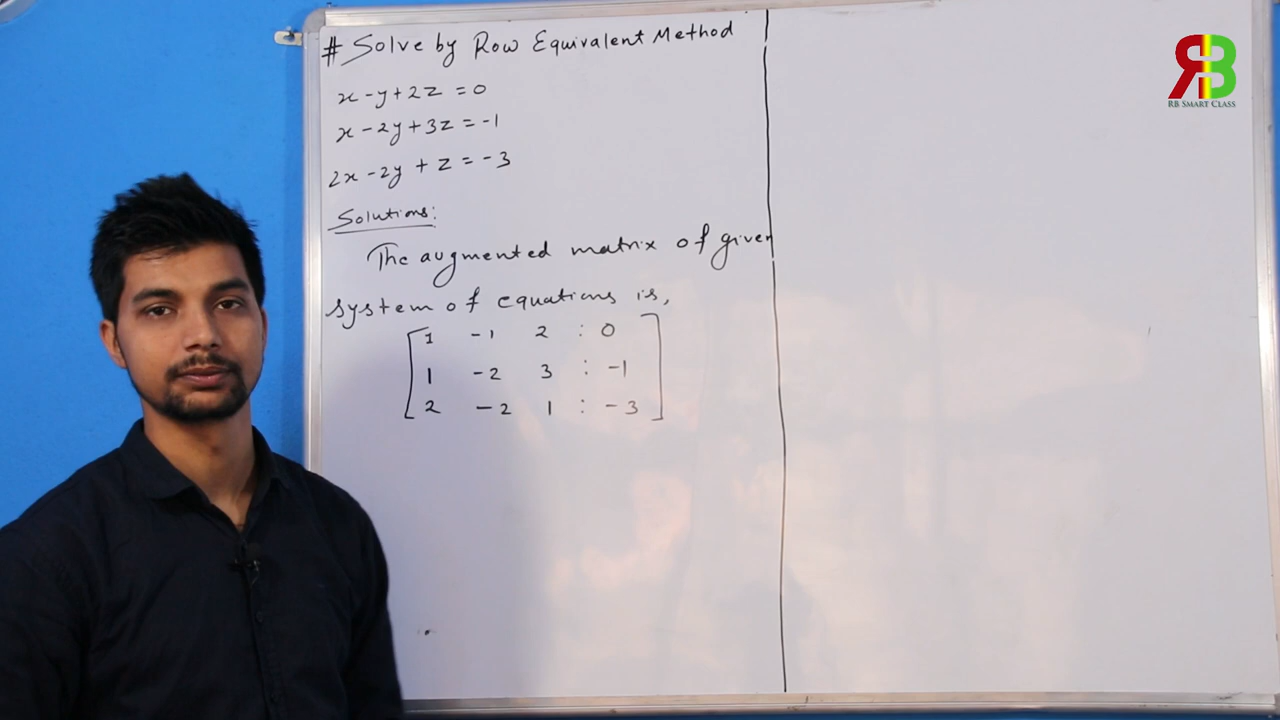 # Solve by Row Equivalent Method
x - y + 2z = 0
x - 2y + 3z = -1
2x - 2y + z = -3
Solutions:
The augmented matrix of given
system of equations is,
1 -1 2 : 0
1 -2 3 : -1
2 -2 1 : -3
RB
RB SMART CLASS